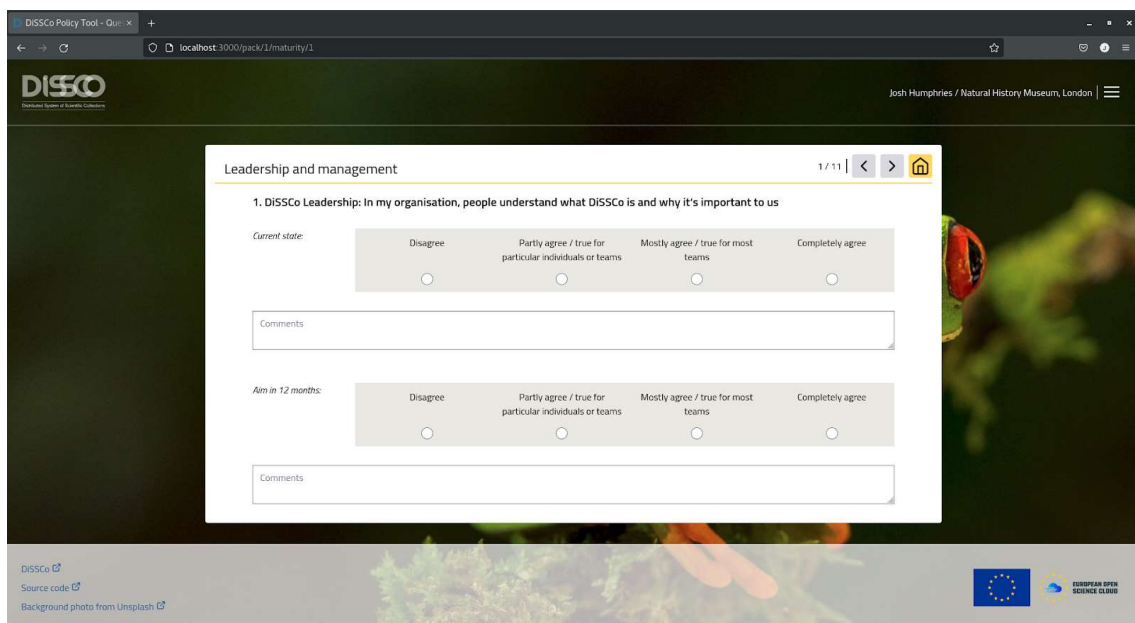 DiSSCo Policy Tool - Que
localhost:3000/pack/1/maturity/1
DiSSCo
Distributed System of Scientific Collections
Josh Humphries / Natural History Museum, London
Leadership and management
1 / 11
1. DiSSCo Leadership: In my organisation, people understand what DiSSCo is and why it's important to us
Current state:
Disagree
Partly agree / true for
particular individuals or teams
Mostly agree / true for most
teams
Completely agree
Comments
Aim in 12 months:
Disagree
Partly agree / true for
particular individuals or teams
Mostly agree / true for most
teams
Completely agree
Comments
DiSSCo
Source code
Background photo from Unsplash
EUROPEAN OPEN
SCIENCE CLOUD